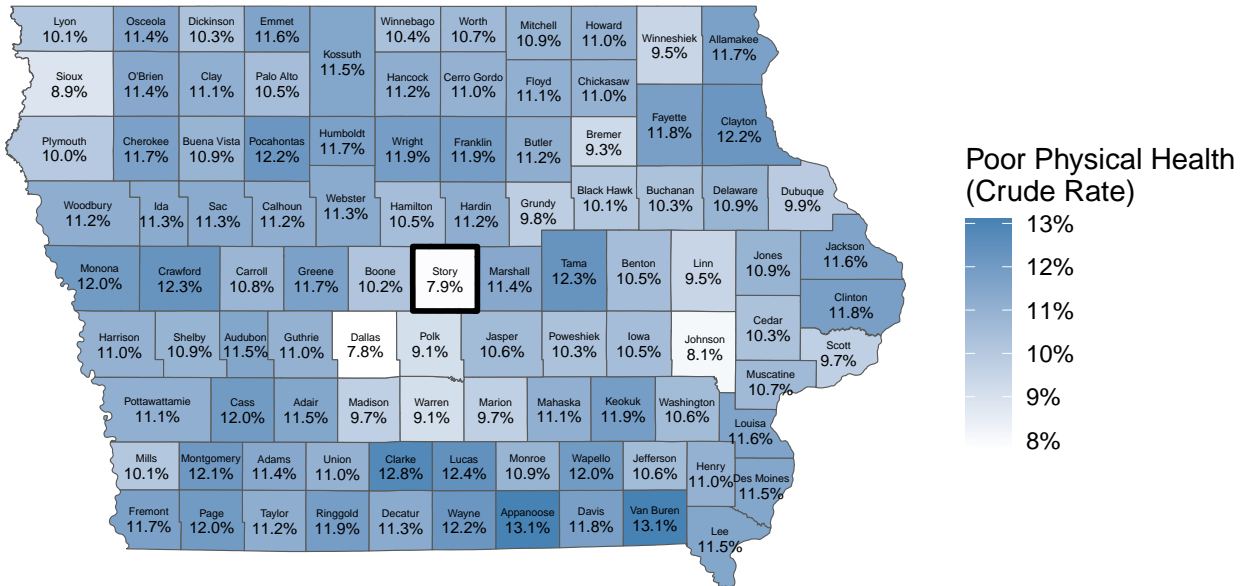 Lyon
10.1%
Osceola
11.4%
Dickinson
10.3%
Emmet
11.6%
Kossuth
11.5%
Winnebago
10.4%
Worth
10.7%
Mitchell
10.9%
Howard
11.0%
Winneshiek
9.5%
Allamakee
11.7%
Sioux
8.9%
O'Brien
11.4%
Clay
11.1%
Palo Alto
10.5%
Hancock
11.2%
Cerro Gordo
11.0%
Floyd
11.1%
Chickasaw
11.0%
Fayette
11.8%
Clayton
12.2%
Plymouth
10.0%
Cherokee
11.7%
Buena Vista
10.9%
Pocahontas
12.2%
Humboldt
11.7%
Wright
11.9%
Franklin
11.9%
Butler
11.2%
Bremer
9.3%
Woodbury
11.2%
Ida
11.3%
Sac
11.3%
Calhoun
11.2%
Webster
11.3%
Hamilton
10.5%
Hardin
11.2%
Grundy
9.8%
Black Hawk
10.1%
Buchanan
10.3%
Delaware
10.9%
Dubuque
9.9%
Monona
12.0%
Crawford
12.3%
Carroll
10.8%
Greene
11.7%
Boone
10.2%
Story
7.9%
Marshall
11.4%
Tama
12.3%
Benton
10.5%
Linn
9.5%
Jones
10.9%
Jackson
11.6%
Clinton
11.8%
Harrison
11.0%
Shelby
10.9%
Audubon
11.5%
Guthrie
11.0%
Dallas
7.8%
Polk
9.1%
Jasper
10.6%
Poweshiek
10.3%
Iowa
10.5%
Johnson
8.1%
Cedar
10.3%
Scott
9.7%
Muscatine
10.7%
Pottawattamie
11.1%
Cass
12.0%
Adair
11.5%
Madison
9.7%
Warren
9.1%
Marion
9.7%
Mahaska
11.1%
Keokuk
11.9%
Washington
10.6%
Louisa
11.6%
Mills
10.1%
Montgomery
12.1%
Adams
11.4%
Union
11.0%
Clarke
12.8%
Lucas
12.4%
Monroe
10.9%
Wapello
12.0%
Jefferson
10.6%
Henry
11.0%
Des Moines
11.5%
Fremont
11.7%
Page
12.0%
Taylor
11.2%
Ringgold
11.9%
Decatur
11.3%
Wayne
12.2%
Appanoose
13.1%
Davis
11.8%
Van Buren
13.1%
Lee
11.5%
Poor Physical Health
(Crude Rate)
13%
12%
11%
10%
9%
8%